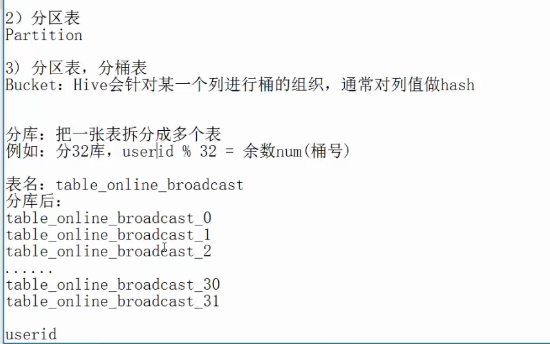 2）分区表
Partition
3) 分区表，分桶表
Bucket：Hive会针对某一个列进行桶的组织，通常对列值做hash
分库：把一张表拆分成多个表
例如：分32库，userid % 32 = 余数num(桶号)
表名：table_online_broadcast
分库后：
table_online_broadcast_0
table_online_broadcast_1
table_online_broadcast_2
......
table_online_broadcast_30
table_online_broadcast_31
userid